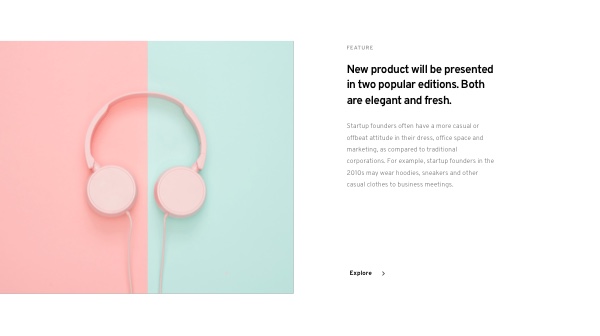 FEATURE
New product will be presented
in two popular editions. Both
are elegant and fresh.
Startup founders often have a more casual or
offbeat attitude in their dress, office space and
marketing, as compared to traditional
corporations. For example, startup founders in the
2010s may wear hoodies, sneakers and other
casual clothes to business meetings.
Explore